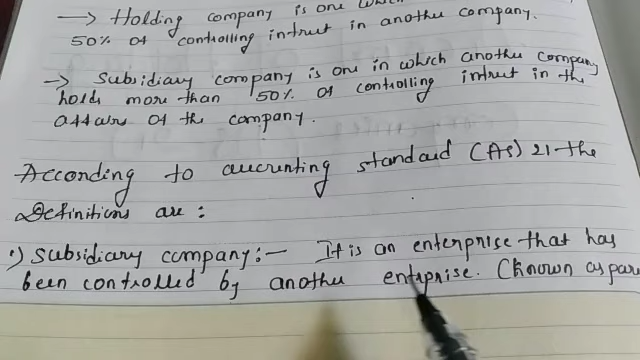 → Holding company is one which
50% of controlling intrest in another company.
→ Subsidiary company is one in which another company
holds more than 50% of controlling intrest in the
affairs of the company.
According to accounting standard (AS) 21 the
Definitions are :
1) Subsidiary company :- It is an enterprise that has
been controlled by another enterprise. (Known as pare